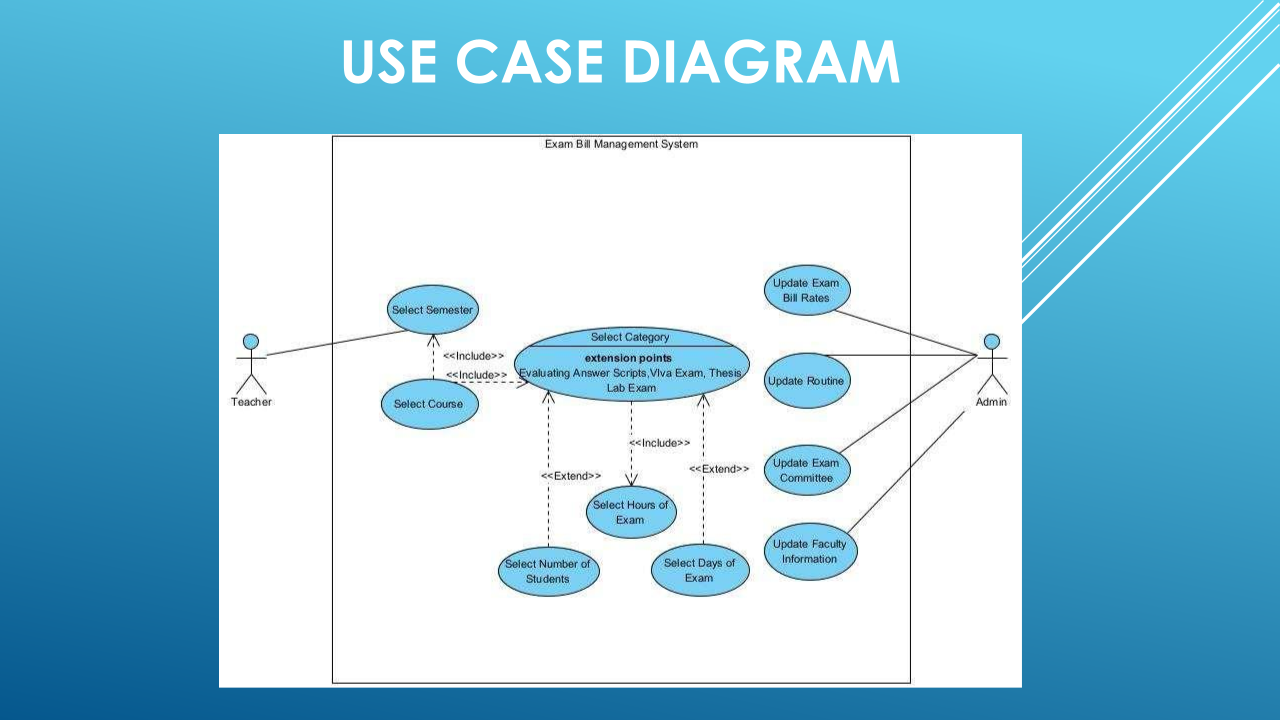 USE CASE DIAGRAM
Exam Bill Management System
Update Exam
Bill Rates
Select Semester
Select Category
<<Include>>
extension points
Evaluating Answer Scripts,VIva Exam, Thesis
Lab Exam
<<Include>>
Update Routine
Teacher
Select Course
Admin
<<Include>>
Update Exam
Committee
<<Extend>>
<<Extend>>
Select Hours of
Exam
Update Faculty
Information
Select Number of
Students
Select Days of
Exam